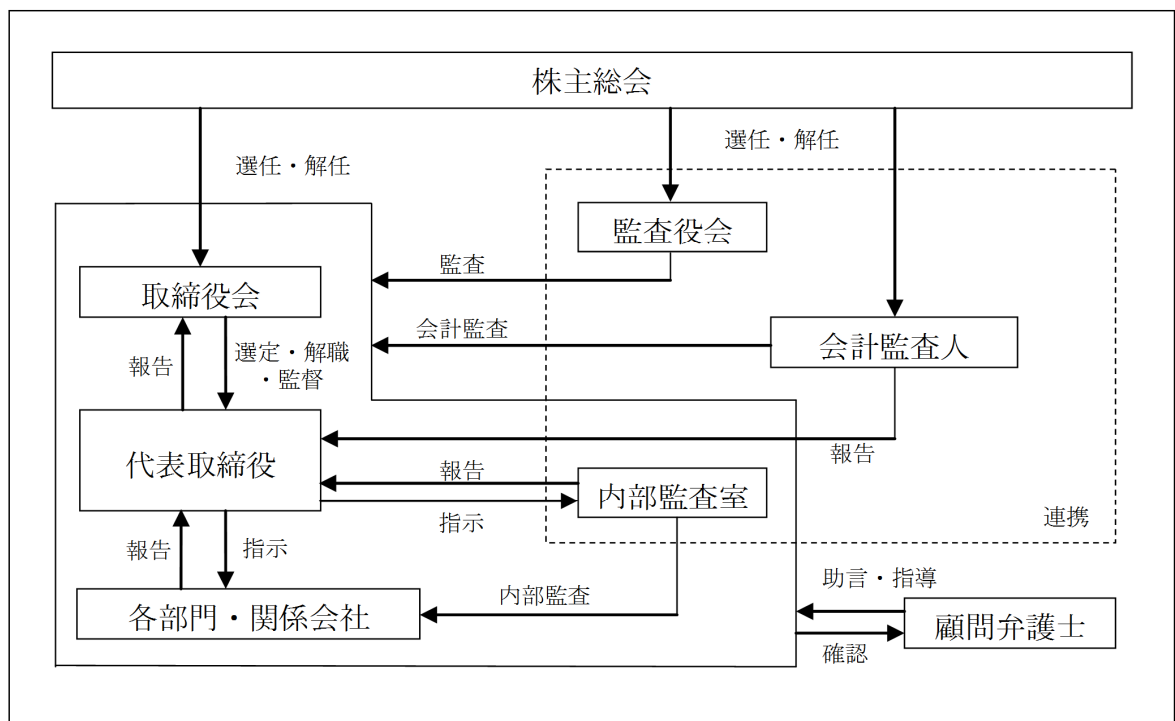 株主総会
選任・解任
選任・解任
監査役会
監査
取締役会
会計監査
会計監査人
報告
選定・解職
・監督
代表取締役
報告
報告
内部監査室
指示
連携
報告
指示
内部監査
各部門・関係会社
助言・指導
顧問弁護士
確認